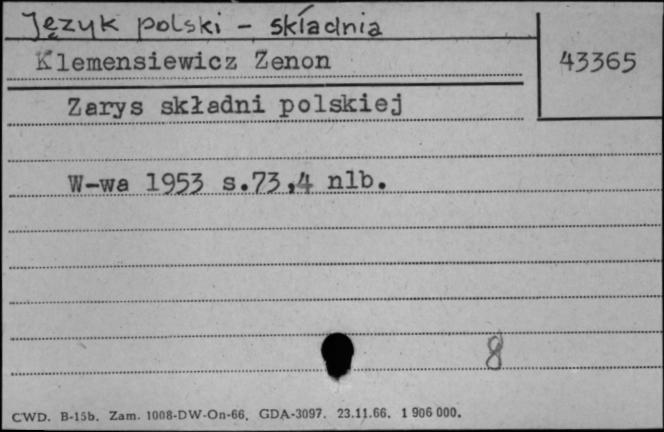 Język polski - składnia
Klemensiewicz Zenon
43365
Zarys składni polskiej
W-wa 1953 s.73,4 nlb.
8
CWD. B-15b. Zam. 1008-DW-On-66. GDA-3097. 23.11.66. 1 906 000.